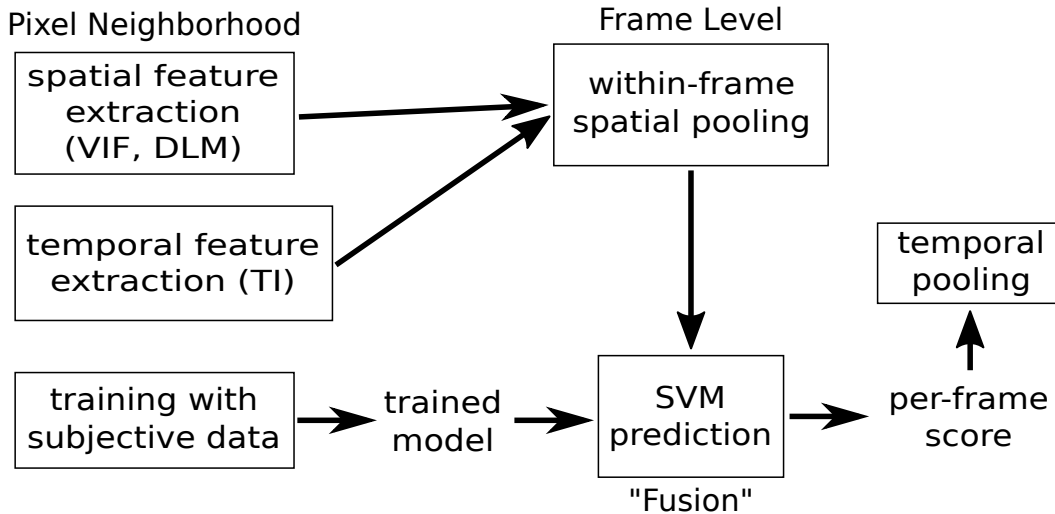 Pixel Neighborhood
spatial feature
extraction
(VIF, DLM)
temporal feature
extraction (TI)
Frame Level
within-frame
spatial pooling
training with
subjective data
trained
model
SVM
prediction
"Fusion"
per-frame
score
temporal
pooling